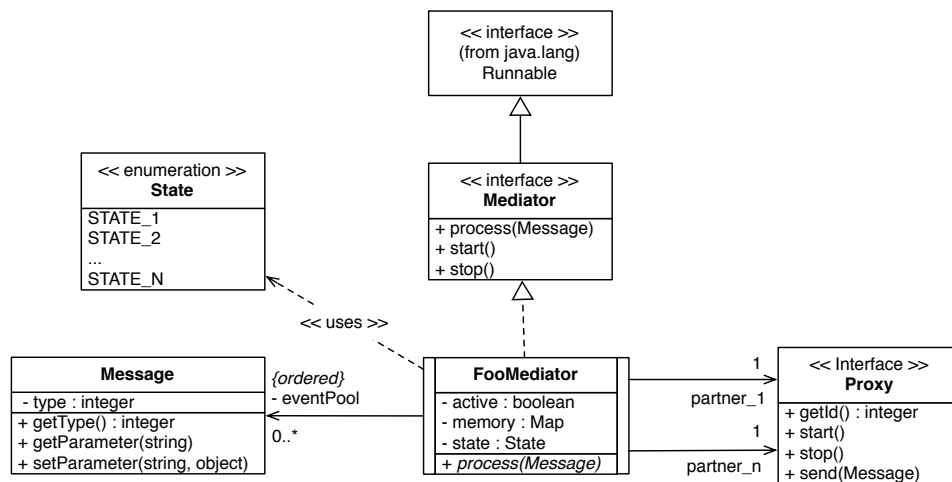 << interface >>
(from java.lang)
Runnable
<< enumeration >>
State
STATE_1
STATE_2
...
STATE_N
<< interface >>
Mediator
+ process(Message)
+ start()
+ stop()
<< uses >>
Message
- type : integer
+ getType() : integer
+ getParameter(string)
+ setParameter(string, object)
{ordered}
- eventPool
0..*
FooMediator
- active : boolean
- memory : Map
- state : State
+ process(Message)
1
partner_1
1
partner_n
<< Interface >>
Proxy
+ getId() : integer
+ start()
+ stop()
+ send(Message)